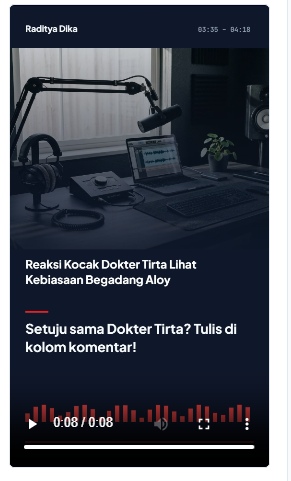 Raditya Dika
03:35 – 04:18
Reaksi Kocak Dokter Tirta Lihat
Kebiasaan Begadang Aloy
Setuju sama Dokter Tirta? Tulis di
kolom komentar!
0:08 / 0:08